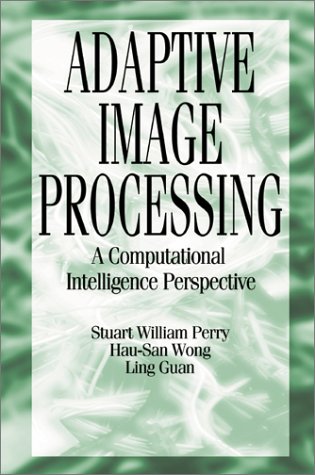 ADAPTIVE
IMAGE
PROCESSING
A Computational
Intelligence Perspective
Stuart William Perry
Hau-San Wong
Ling Guan